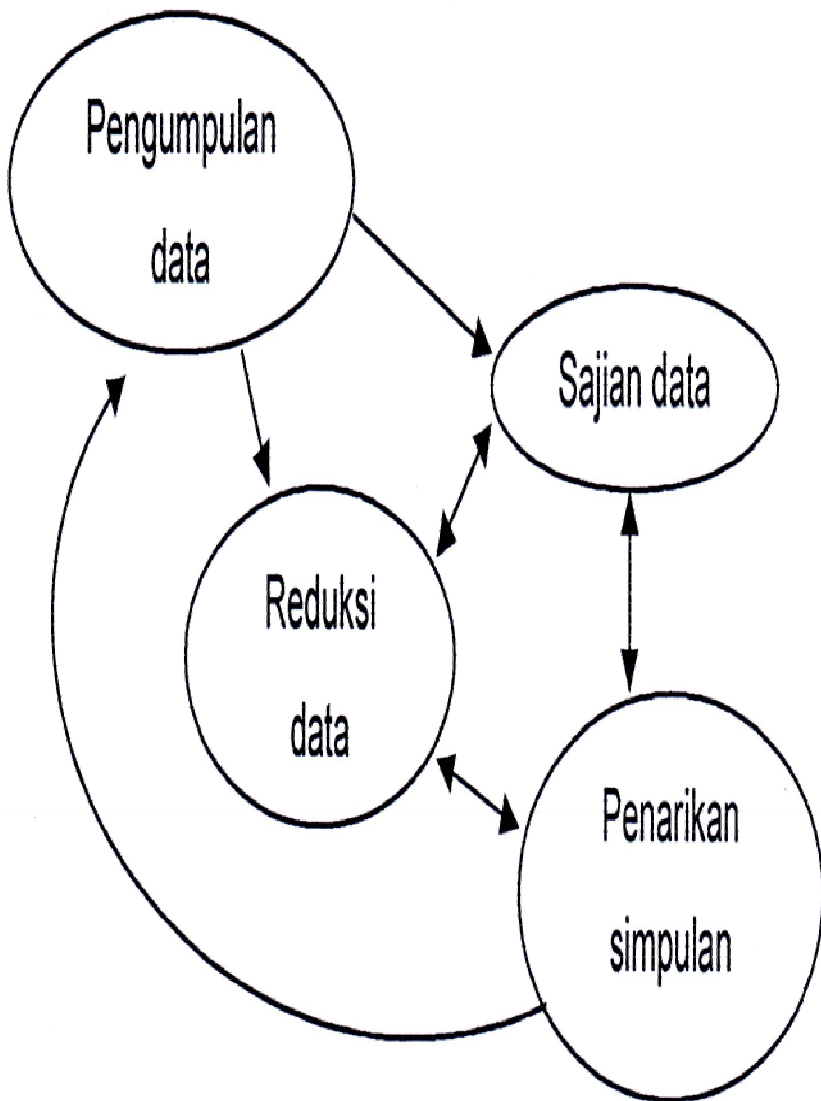 Pengumpulan
data
Sajian data
Reduksi
data
Penarikan
simpulan